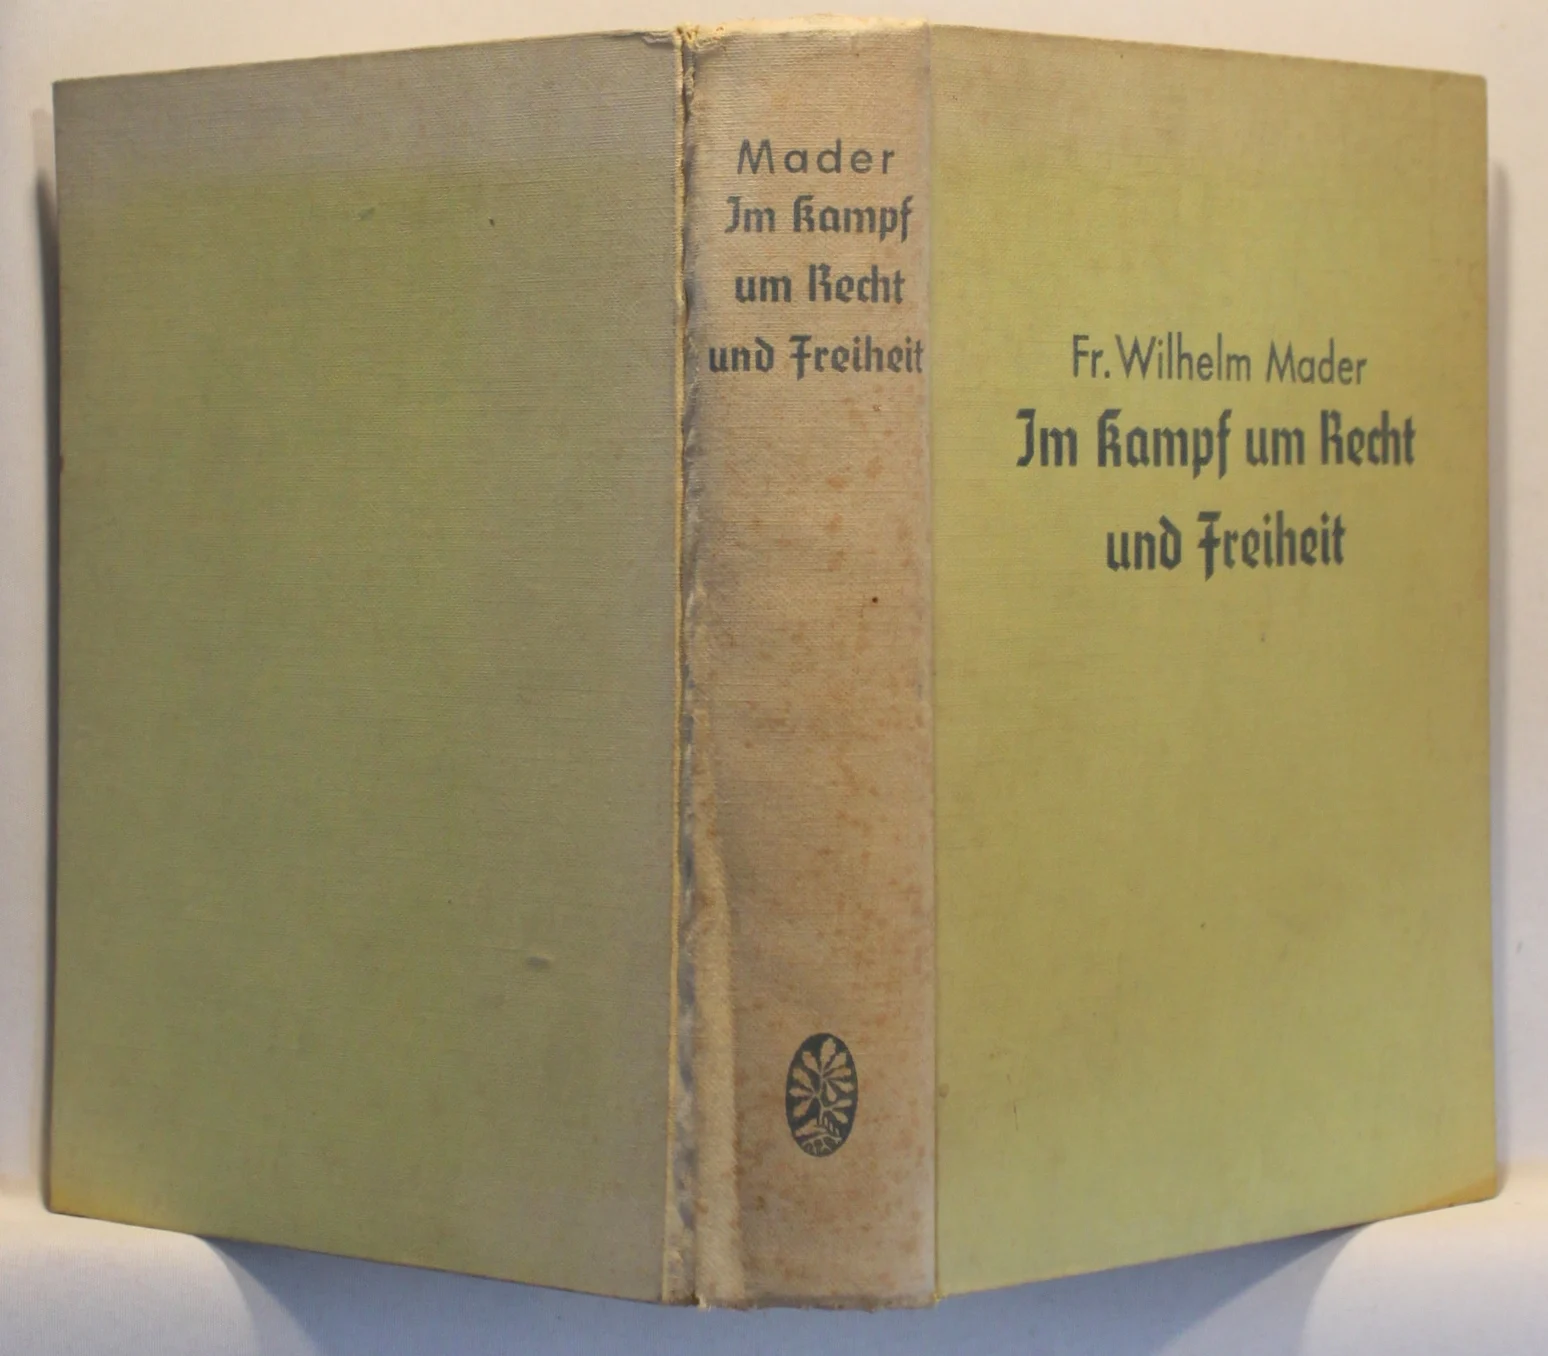 Mader
Im Kampf
um Recht
und Freiheit
Fr. Wilhelm Mader
Im Kampf um Recht
und Freiheit